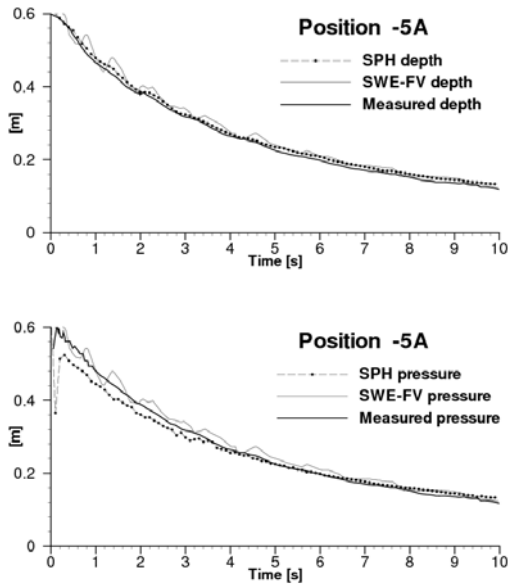 Position -5A
0.6
SPH depth
SWE-FV depth
Measured depth
0.4
[m]
0.2
0
0 1 2 3 4 5 6 7 8 9 10
Time [s]
0.6
Position -5A
SPH pressure
SWE-FV pressure
Measured pressure
0.4
[m]
0.2
0
0 1 2 3 4 5 6 7 8 9 10
Time [s]